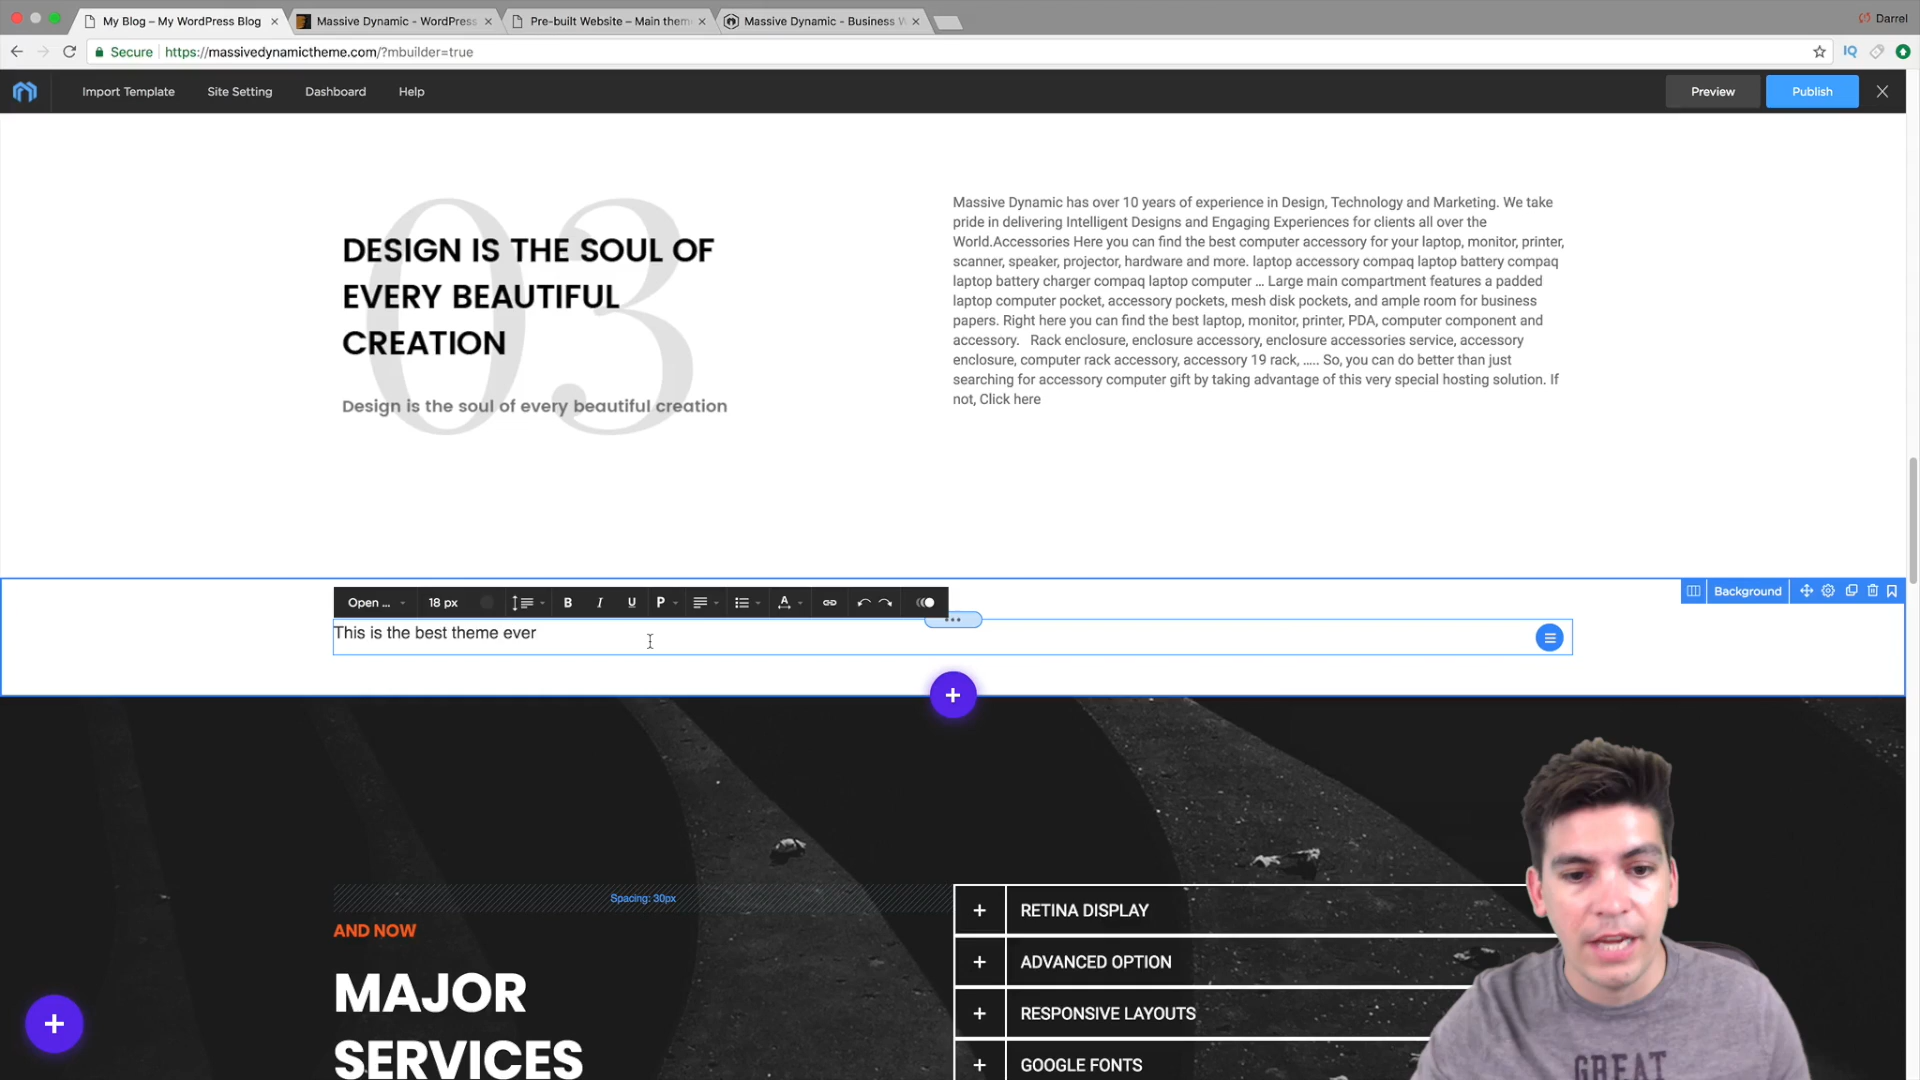 My Blog – My WordPress Blog
Massive Dynamic - WordPress
Pre-built Website – Main them
Massive Dynamic - Business W
Darrel
Secure
https://massivedynamictheme.com/?mbuilder=true
IQ
Import Template
Site Setting
Dashboard
Help
Preview
Publish
03
DESIGN IS THE SOUL OF
EVERY BEAUTIFUL
CREATION
Design is the soul of every beautiful creation
Massive Dynamic has over 10 years of experience in Design, Technology and Marketing. We take
pride in delivering Intelligent Designs and Engaging Experiences for clients all over the
World.Accessories Here you can find the best computer accessory for your laptop, monitor, printer,
scanner, speaker, projector, hardware and more. laptop accessory compaq laptop battery compaq
laptop battery charger compaq laptop computer … Large main compartment features a padded
laptop computer pocket, accessory pockets, mesh disk pockets, and ample room for business
papers. Right here you can find the best laptop, monitor, printer, PDA, computer component and
accessory.   Rack enclosure, enclosure accessory, enclosure accessories service, accessory
enclosure, computer rack accessory, accessory 19 rack, ….. So, you can do better than just
searching for accessory computer gift by taking advantage of this very special hosting solution. If
not, Click here
Background
Open ...
18 px
B
I
U
P
A
This is the best theme ever
Spacing: 30px
AND NOW
MAJOR
SERVICES
RETINA DISPLAY
ADVANCED OPTION
RESPONSIVE LAYOUTS
GOOGLE FONTS
GREAT